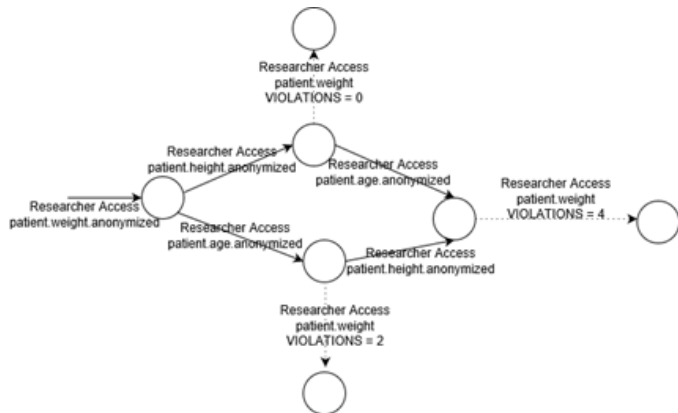 Researcher Access
patient.weight
VIOLATIONS = 0
Researcher Access
patient.height.anonymized
Researcher Access
patient.age.anonymized
Researcher Access
patient.weight.anonymized
Researcher Access
patient.weight
VIOLATIONS = 4
Researcher Access
patient.age.anonymized
Researcher Access
patient.height.anonymized
Researcher Access
patient.weight
VIOLATIONS = 2